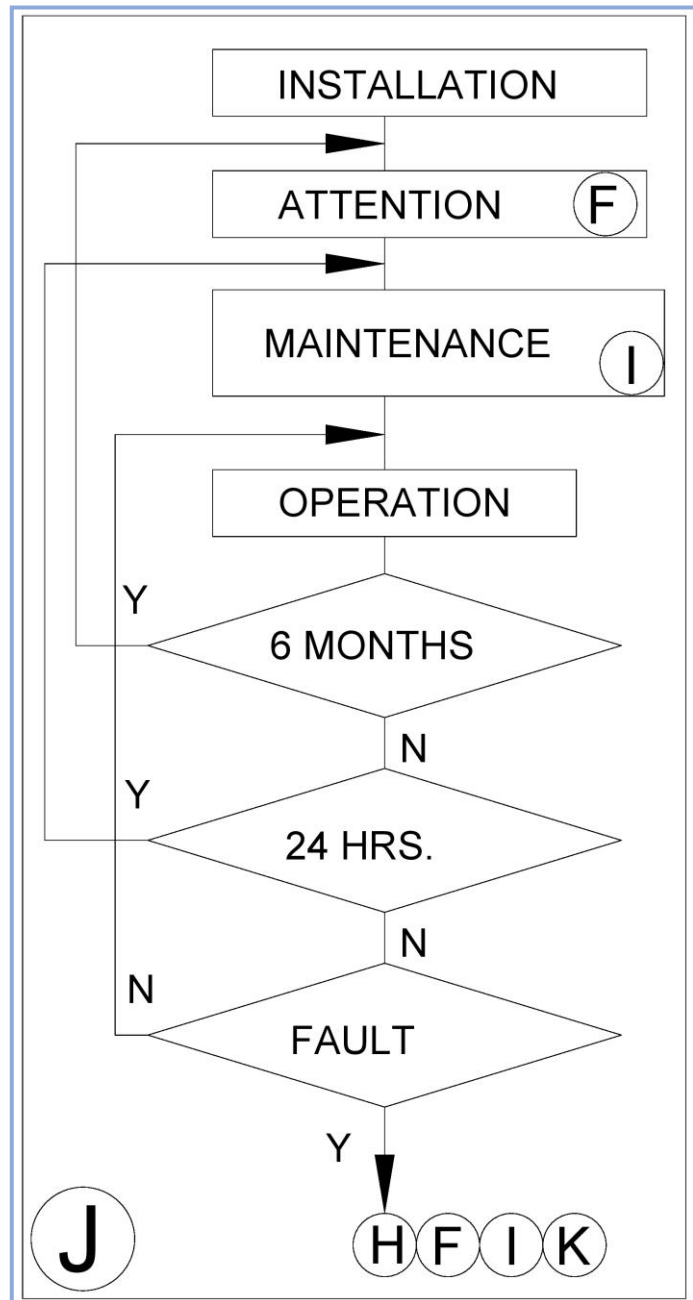 INSTALLATION
ATTENTION F
MAINTENANCE I
OPERATION
Y
6 MONTHS
N
Y
24 HRS.
N
N
FAULT
Y
J H F I K